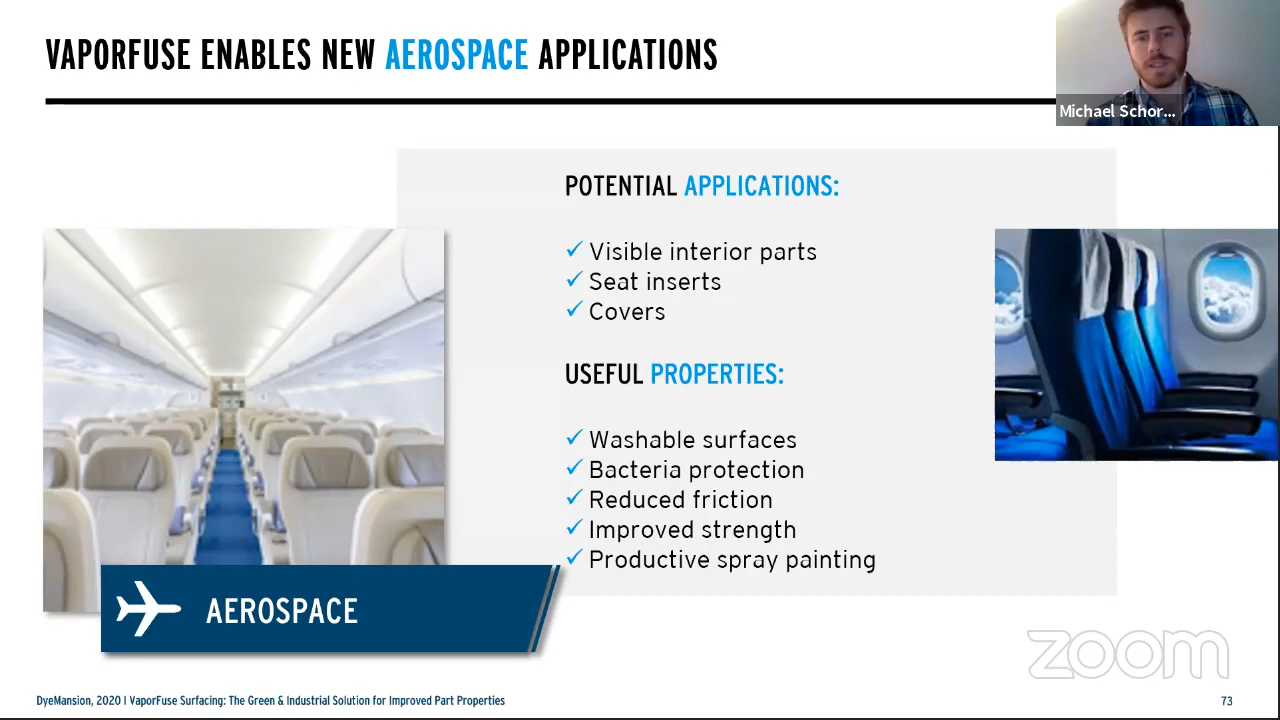 VAPORFUSE ENABLES NEW AEROSPACE APPLICATIONS
Michael Schor...
POTENTIAL APPLICATIONS:
✓ Visible interior parts
✓ Seat inserts
✓ Covers
USEFUL PROPERTIES:
✓ Washable surfaces
✓ Bacteria protection
✓ Reduced friction
✓ Improved strength
✓ Productive spray painting
AEROSPACE
zoom
DyeMansion, 2020 I VaporFuse Surfacing: The Green & Industrial Solution for Improved Part Properties
73